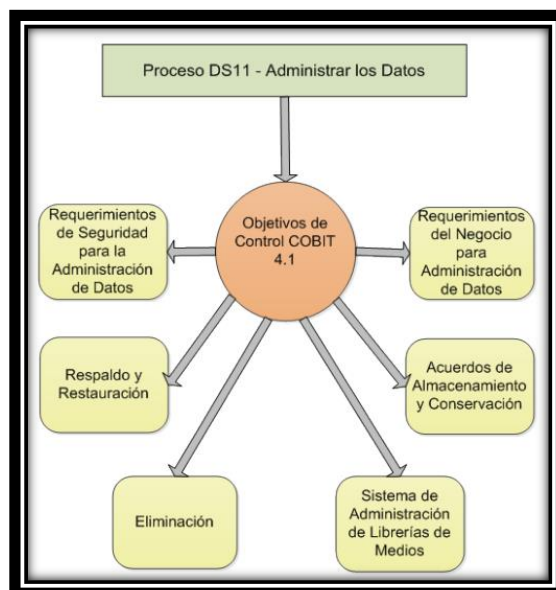 Proceso DS11 - Administrar los Datos
Objetivos de
Control COBIT
4.1
Requerimientos
de Seguridad
para la
Administración
de Datos
Requerimientos
del Negocio
para
Administración
de Datos
Respaldo y
Restauración
Acuerdos de
Almacenamiento
y Conservación
Eliminación
Sistema de
Administración
de Librerías de
Medios